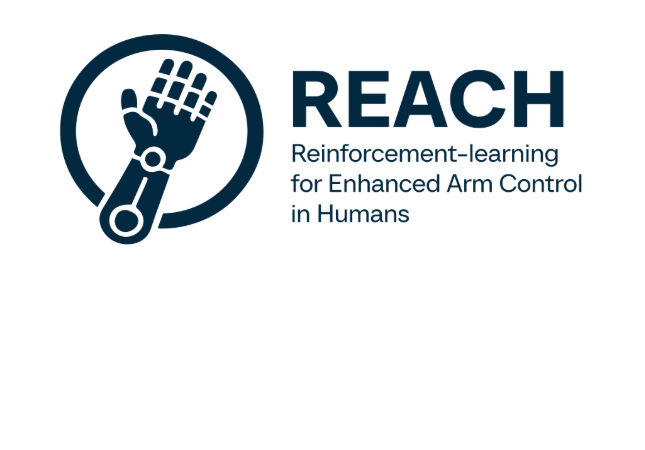 REACH
Reinforcement-learning
for Enhanced Arm Control
in Humans